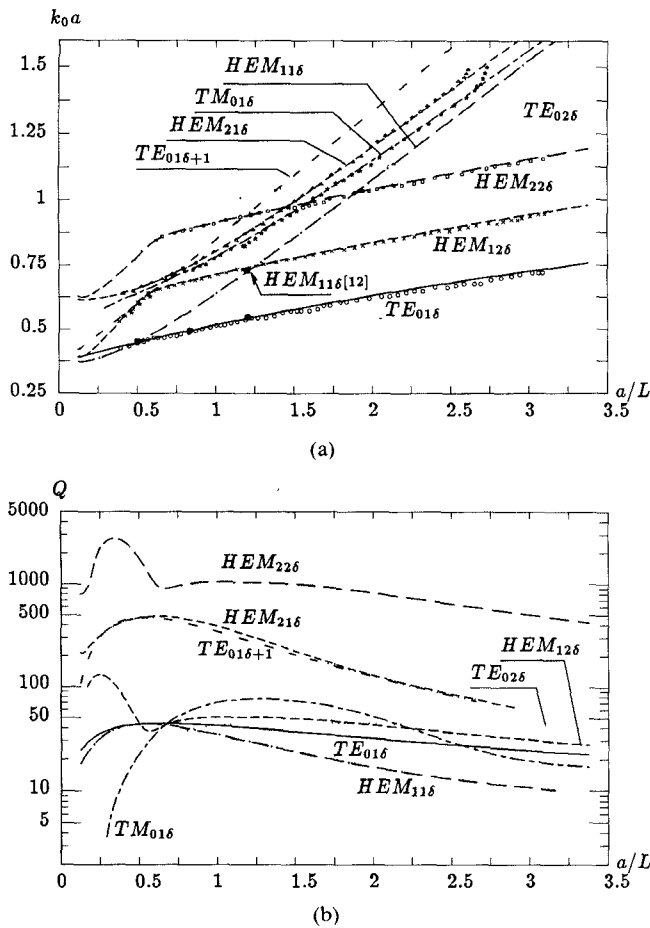 k₀a
1.5
1.25
1
0.75
0.5
0.25
HEM₁₁δ
TM₀₁δ
HEM₂₁δ
TE₀₁δ₊₁
TE₀₂δ
HEM₂₂δ
HEM₁₂δ
HEM₁₁δ[12]
TE₀₁δ
0 0.5 1 1.5 2 2.5 3 3.5
a/L
(a)
Q
5000
1000
500
100
50
10
5
HEM₂₂δ
HEM₂₁δ
TE₀₁δ₊₁
HEM₁₂δ
TE₀₂δ
TE₀₁δ
HEM₁₁δ
TM₀₁δ
a/L
0 0.5 1 1.5 2 2.5 3 3.5
(b)